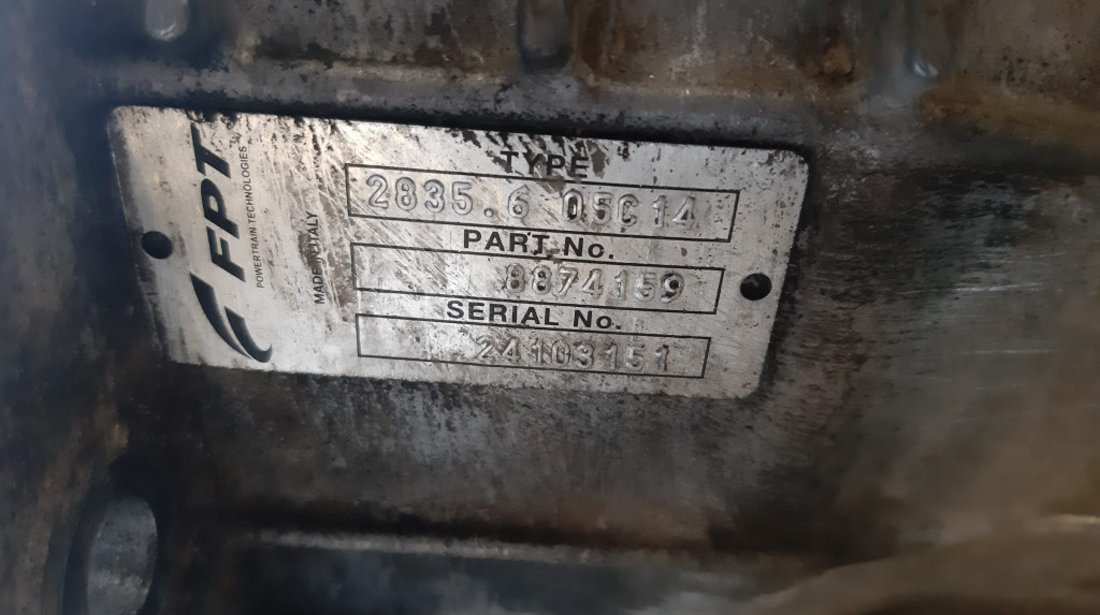 FPT
POWERTRAIN TECHNOLOGIES
MADE IN ITALY
TYPE
2835.6 05C14
PART No.
8874159
SERIAL No.
24103151